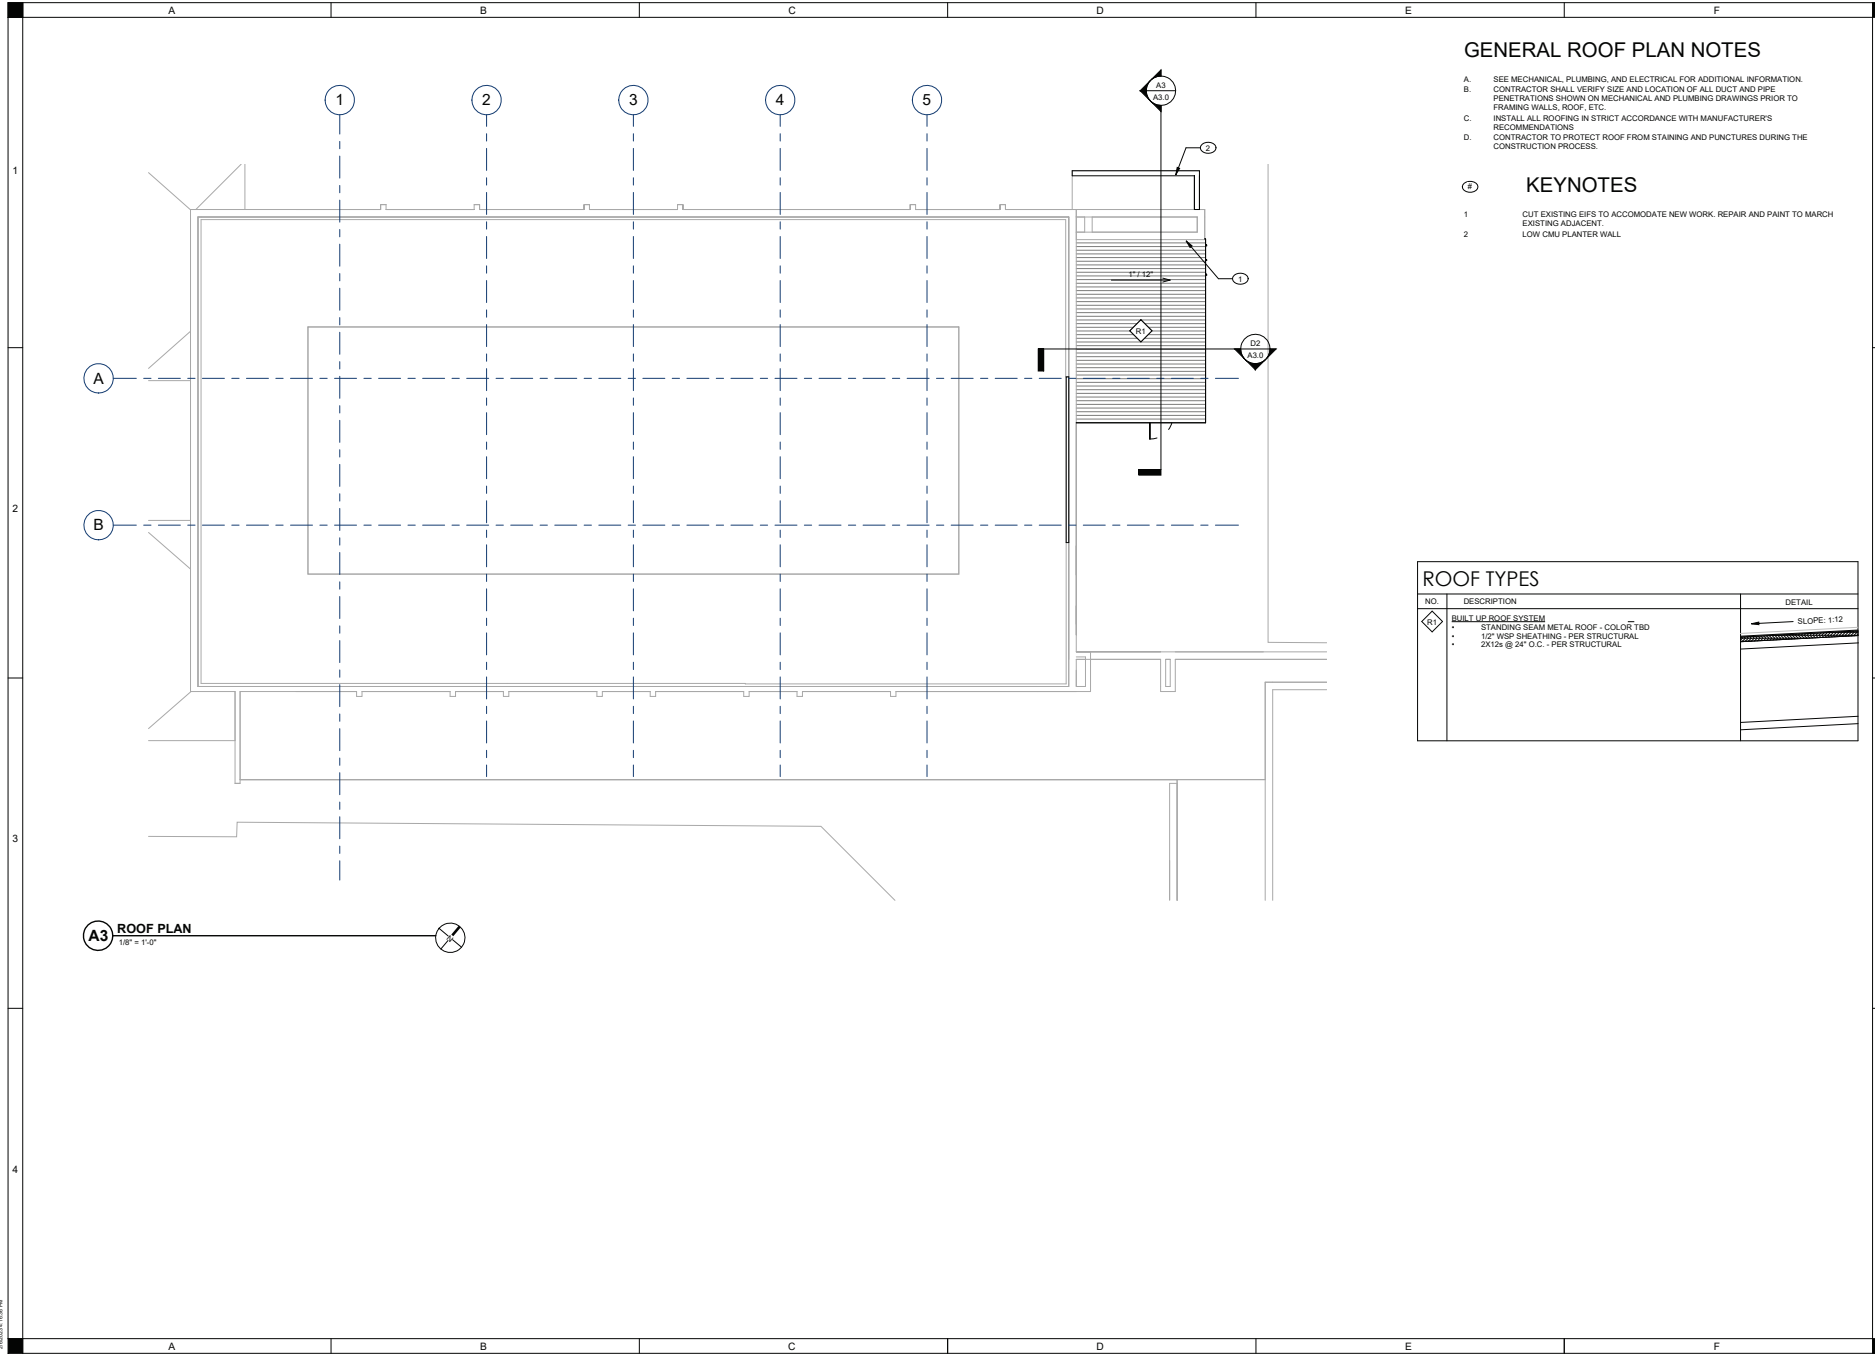 A B C D E F
GENERAL ROOF PLAN NOTES
A. SEE MECHANICAL, PLUMBING, AND ELECTRICAL FOR ADDITIONAL INFORMATION.
B. CONTRACTOR SHALL VERIFY SIZE AND LOCATION OF ALL DUCT AND PIPE
PENETRATIONS SHOWN ON MECHANICAL AND PLUMBING DRAWINGS PRIOR TO
FRAMING WALLS, ROOF, ETC.
C. INSTALL ALL ROOFING IN STRICT ACCORDANCE WITH MANUFACTURER'S
RECOMMENDATIONS
D. CONTRACTOR TO PROTECT ROOF FROM STAINING AND PUNCTURES DURING THE
CONSTRUCTION PROCESS.
# KEYNOTES
1 CUT EXISTING EIFS TO ACCOMODATE NEW WORK. REPAIR AND PAINT TO MARCH
EXISTING ADJACENT.
2 LOW CMU PLANTER WALL
1 2 3 4 5
A3
A3.0
2
1
1
1" / 12"
R1
D2
A3.0
A
2
B
ROOF TYPES
NO. DESCRIPTION DETAIL
R1
BUILT UP ROOF SYSTEM
• STANDING SEAM METAL ROOF - COLOR TBD
• 1/2" WSP SHEATHING - PER STRUCTURAL
• 2X12s @ 24" O.C. - PER STRUCTURAL
SLOPE: 1:12
3
A3 ROOF PLAN
1/8" = 1'-0"
4
A B C D E F